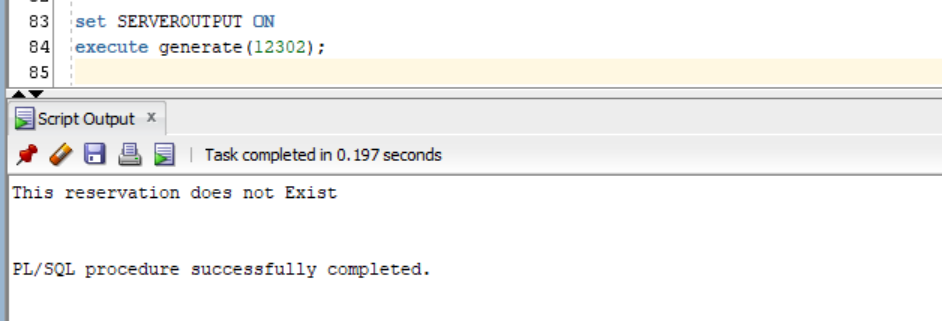 83 set SERVEROUTPUT ON
84 execute generate(12302);
85
Script Output x
Task completed in 0.197 seconds
This reservation does not Exist
PL/SQL procedure successfully completed.